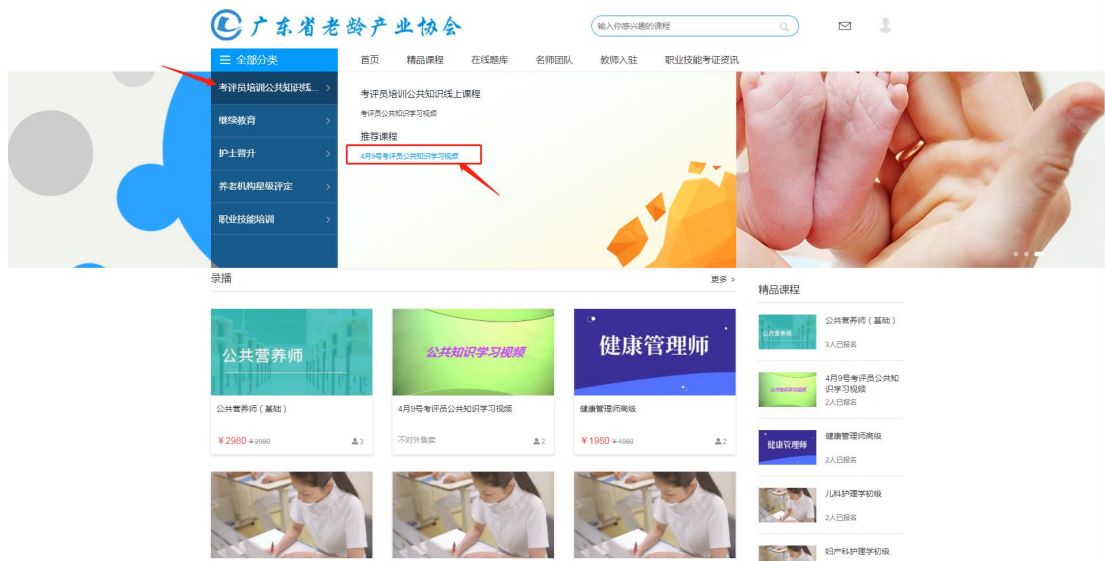 广东省老龄产业协会
输入你感兴趣的课程
全部分类
首页 精品课程 在线题库 名师团队 教师入驻 职业技能考证资讯
考评员培训公共知识线... >
继续教育 >
护士晋升 >
养老机构星级评定 >
职业技能培训 >
考评员培训公共知识线上课程
考评员公共知识学习视频
推荐课程
4月9号考评员公共知识学习视频
录播
更多 >
公共营养师
公共营养师（基础）
¥2980 ¥2980
3
公共知识学习视频
4月9号考评员公共知识学习视频
不对外售卖
2
健康管理师
健康管理师高级
¥1980 ¥1980
2
精品课程
公共营养师
公共营养师（基础）
3人已报名
公共知识学习视频
4月9号考评员公共知
识学习视频
2人已报名
健康管理师
健康管理师高级
2人已报名
儿科护理学初级
2人已报名
妇产科护理学初级